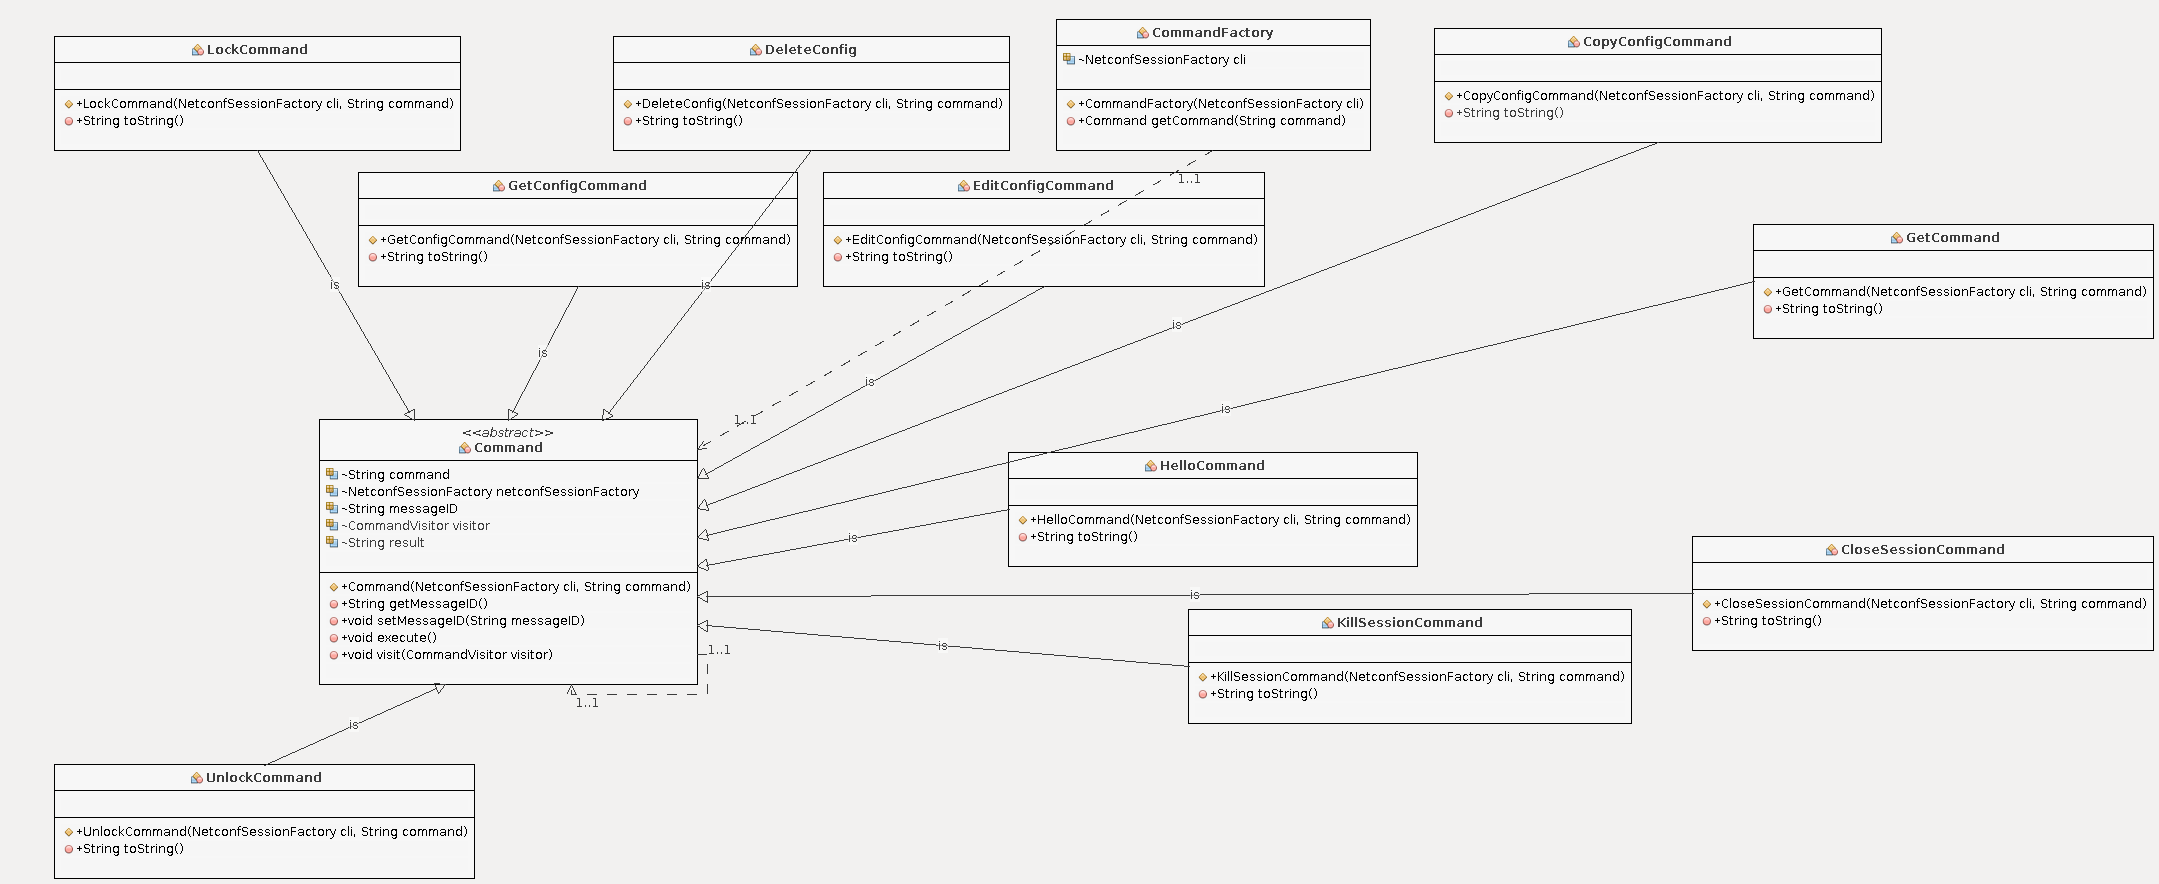 LockCommand
+LockCommand(NetconfSessionFactory cli, String command)
+String toString()
DeleteConfig
+DeleteConfig(NetconfSessionFactory cli, String command)
+String toString()
CommandFactory
~NetconfSessionFactory cli
+CommandFactory(NetconfSessionFactory cli)
+Command getCommand(String command)
CopyConfigCommand
+CopyConfigCommand(NetconfSessionFactory cli, String command)
+String toString()
GetConfigCommand
+GetConfigCommand(NetconfSessionFactory cli, String command)
+String toString()
EditConfigCommand
+EditConfigCommand(NetconfSessionFactory cli, String command)
+String toString()
1..1
GetCommand
+GetCommand(NetconfSessionFactory cli, String command)
+String toString()
is
is
is
is
is
is
1..1
<<abstract>>
Command
~String command
~NetconfSessionFactory netconfSessionFactory
~String messageID
~CommandVisitor visitor
~String result
+Command(NetconfSessionFactory cli, String command)
+String getMessageID()
+void setMessageID(String messageID)
+void execute()
+void visit(CommandVisitor visitor)
HelloCommand
+HelloCommand(NetconfSessionFactory cli, String command)
+String toString()
is
CloseSessionCommand
+CloseSessionCommand(NetconfSessionFactory cli, String command)
+String toString()
is
KillSessionCommand
+KillSessionCommand(NetconfSessionFactory cli, String command)
+String toString()
is
1..1
1..1
is
UnlockCommand
+UnlockCommand(NetconfSessionFactory cli, String command)
+String toString()